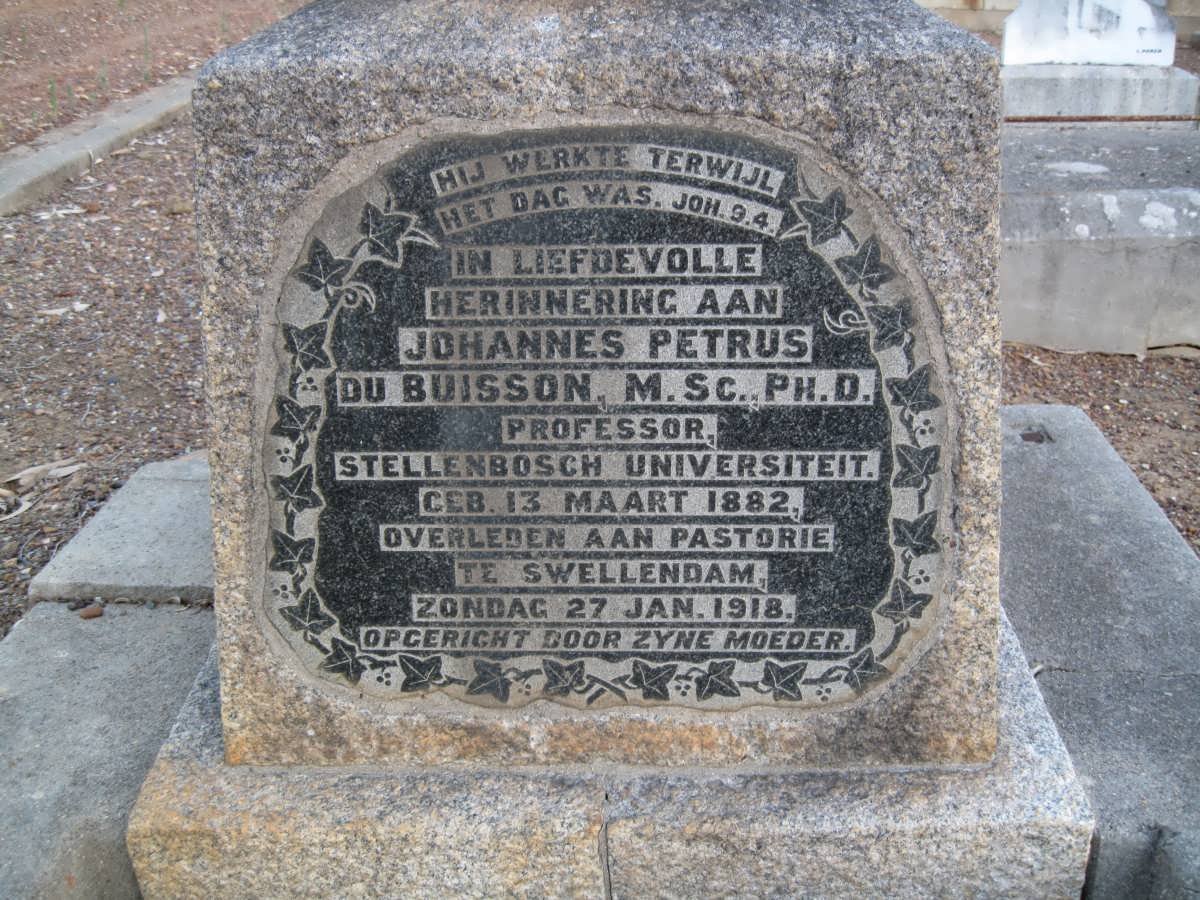 HIJ WERKTE TERWIJL
HET DAG WAS, JOH. 9.4.
IN LIEFDEVOLLE
HERINNERING AAN
JOHANNES PETRUS
DU BUISSON, M.SC., PH.D.
PROFESSOR,
STELLENBOSCH UNIVERSITEIT.
GEB. 13 MAART 1882,
OVERLEDEN AAN PASTORIE
TE SWELLENDAM,
ZONDAG 27 JAN. 1918.
OPGERICHT DOOR ZYNE MOEDER.